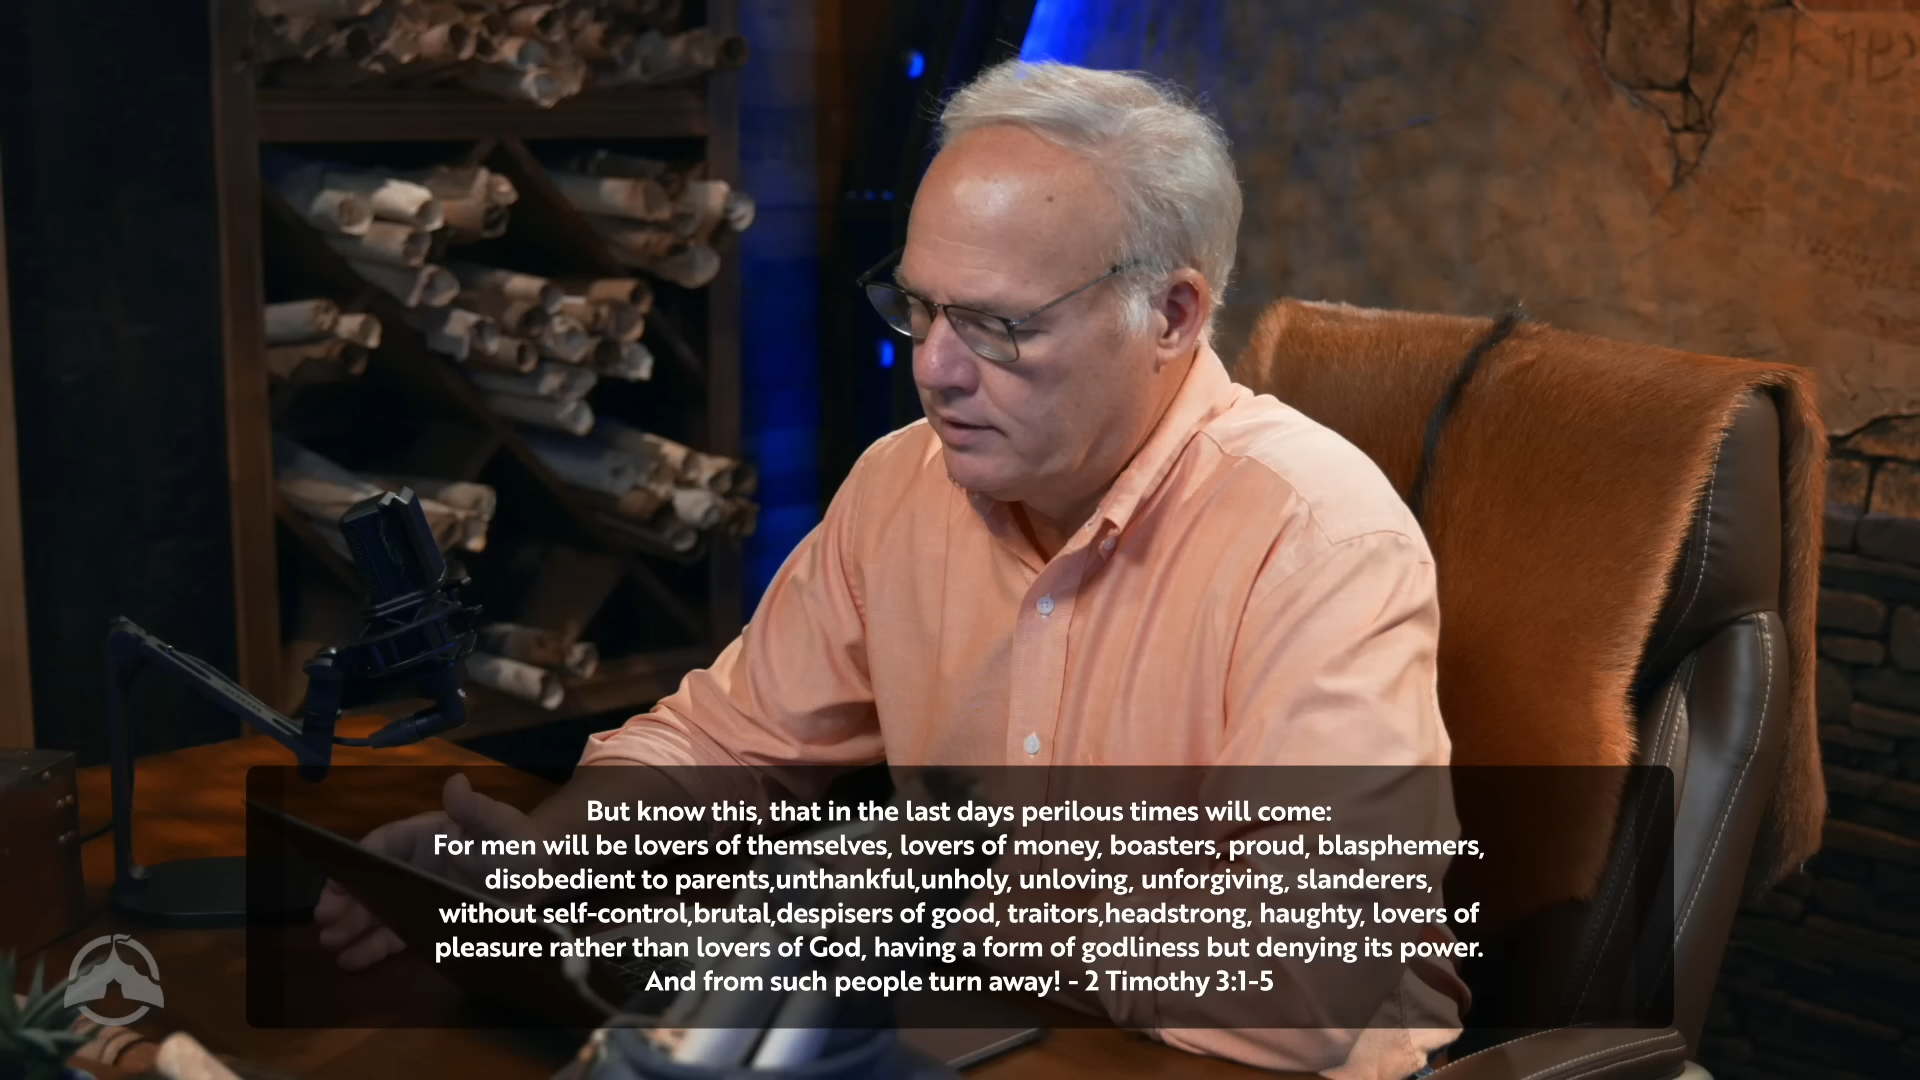 But know this, that in the last days perilous times will come:
For men will be lovers of themselves, lovers of money, boasters, proud, blasphemers,
disobedient to parents,unthankful,unholy, unloving, unforgiving, slanderers,
without self-control,brutal,despisers of good, traitors,headstrong, haughty, lovers of
pleasure rather than lovers of God, having a form of godliness but denying its power.
And from such people turn away! - 2 Timothy 3:1-5